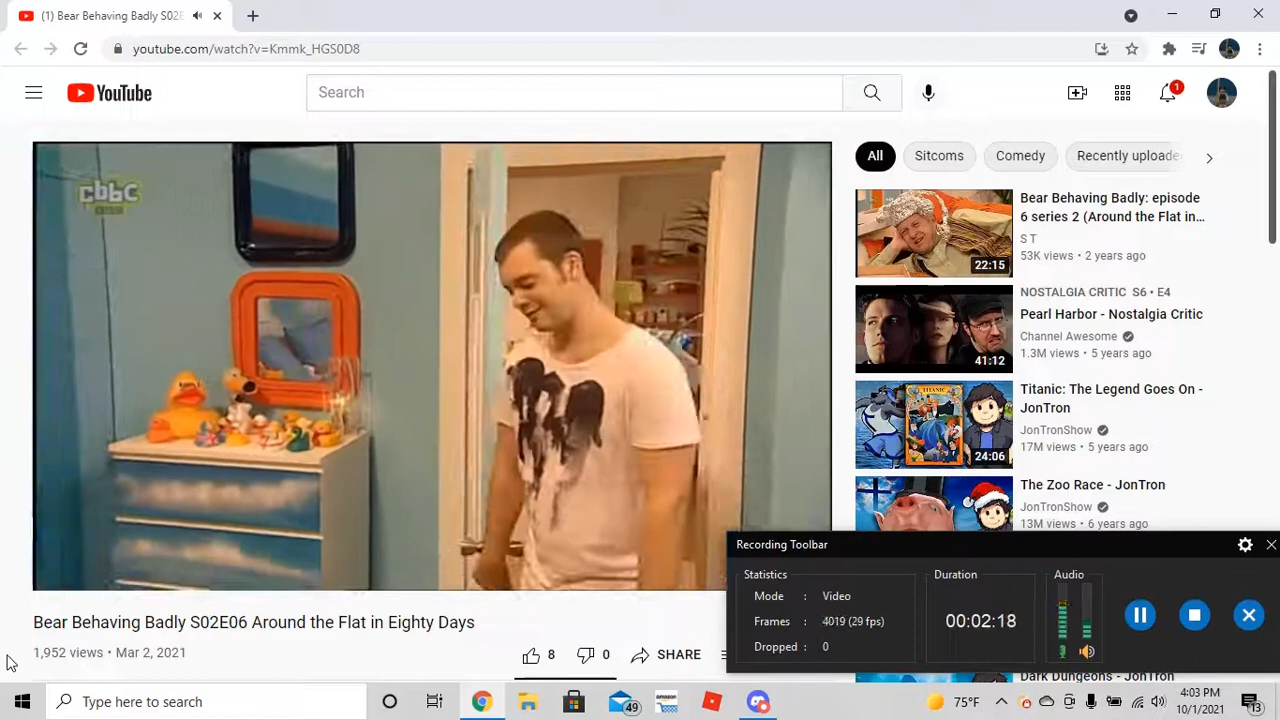 (1) Bear Behaving Badly S02E
youtube.com/watch?v=Kmmk_HGS0D8
YouTube
Search
1
cbbc
All
Sitcoms
Comedy
Recently uploade
Bear Behaving Badly: episode
6 series 2 (Around the Flat in...
S T
53K views • 2 years ago
22:15
NOSTALGIA CRITIC S6 • E4
Pearl Harbor - Nostalgia Critic
Channel Awesome
1.3M views • 5 years ago
41:12
Titanic: The Legend Goes On -
JonTron
JonTronShow
17M views • 5 years ago
TITANIC
24:06
The Zoo Race - JonTron
JonTronShow
13M views • 6 years ago
Recording Toolbar
Statistics
Mode : Video
Frames : 4019 (29 fps)
Dropped : 0
Duration
00:02:18
Audio
Dark Dungeons - JonTron
Bear Behaving Badly S02E06 Around the Flat in Eighty Days
1,952 views • Mar 2, 2021
8
0
SHARE
Type here to search
49
amazon
75°F
4:03 PM
10/1/2021
13